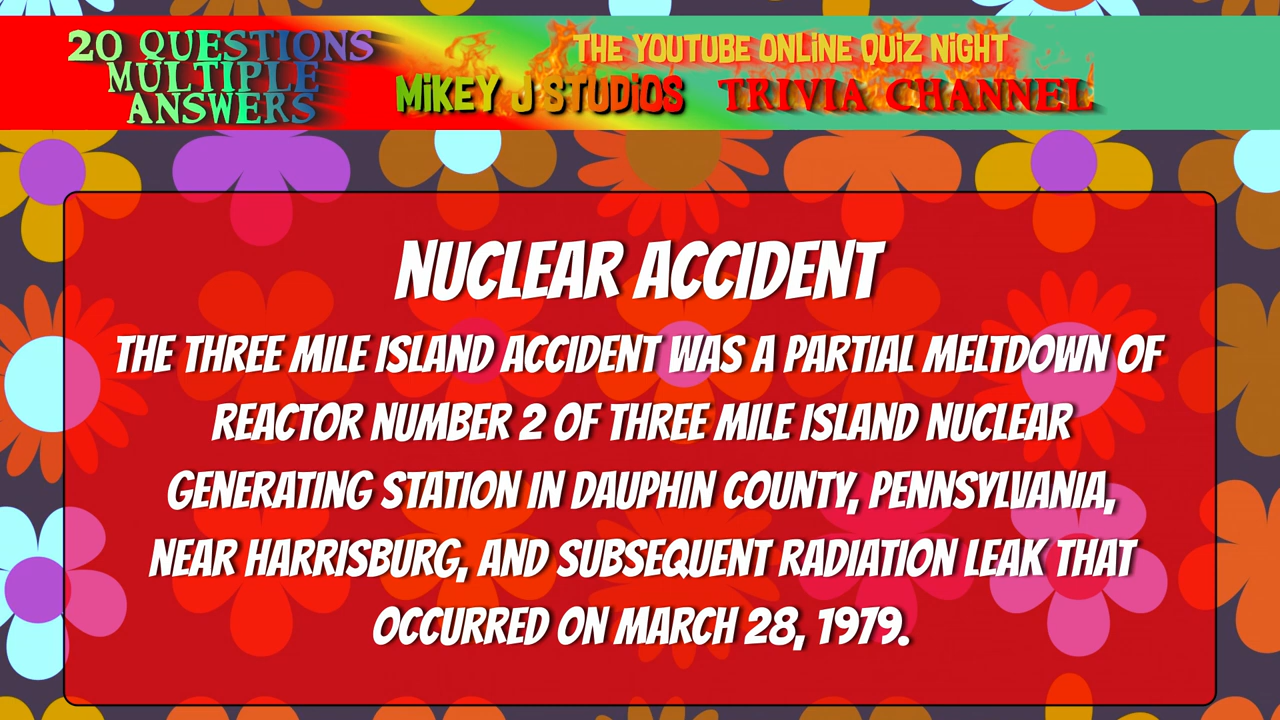 20 QUESTIONS
MULTIPLE
ANSWERS
THE YOUTUBE ONLINE QUIZ NIGHT
MIKEY J STUDIOS TRIVIA CHANNEL
NUCLEAR ACCIDENT
THE THREE MILE ISLAND ACCIDENT WAS A PARTIAL MELTDOWN OF
REACTOR NUMBER 2 OF THREE MILE ISLAND NUCLEAR
GENERATING STATION IN DAUPHIN COUNTY, PENNSYLVANIA,
NEAR HARRISBURG, AND SUBSEQUENT RADIATION LEAK THAT
OCCURRED ON MARCH 28, 1979.